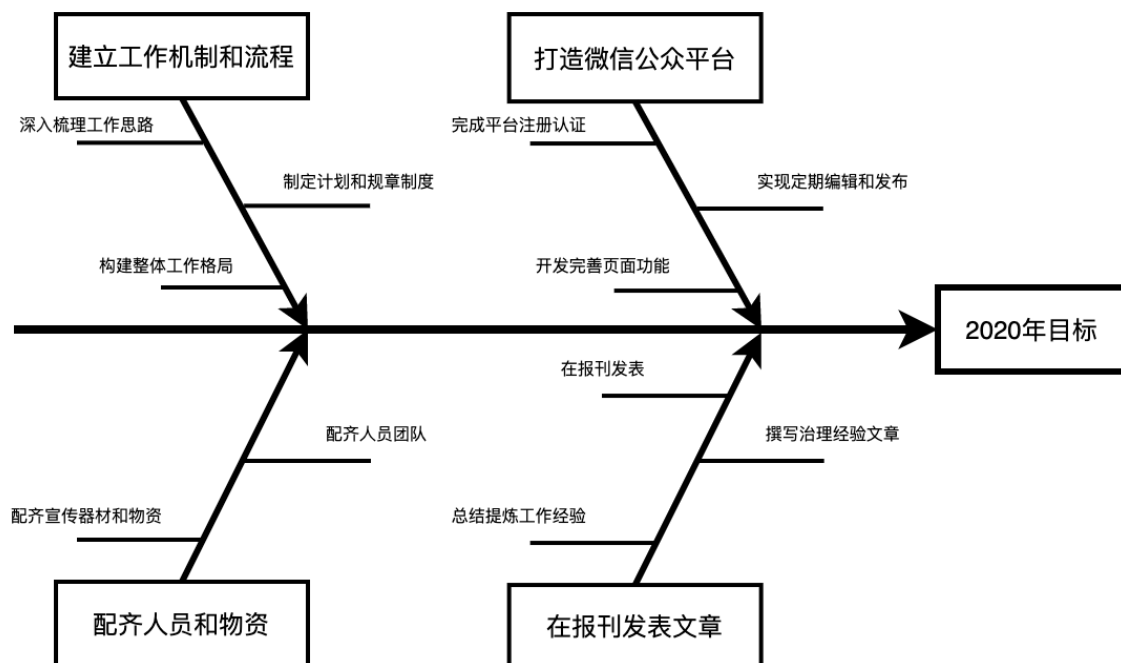 建立工作机制和流程
打造微信公众平台
深入梳理工作思路
完成平台注册认证
制定计划和规章制度
实现定期编辑和发布
构建整体工作格局
开发完善页面功能
2020年目标
在报刊发表
配齐人员团队
撰写治理经验文章
配齐宣传器材和物资
总结提炼工作经验
配齐人员和物资
在报刊发表文章